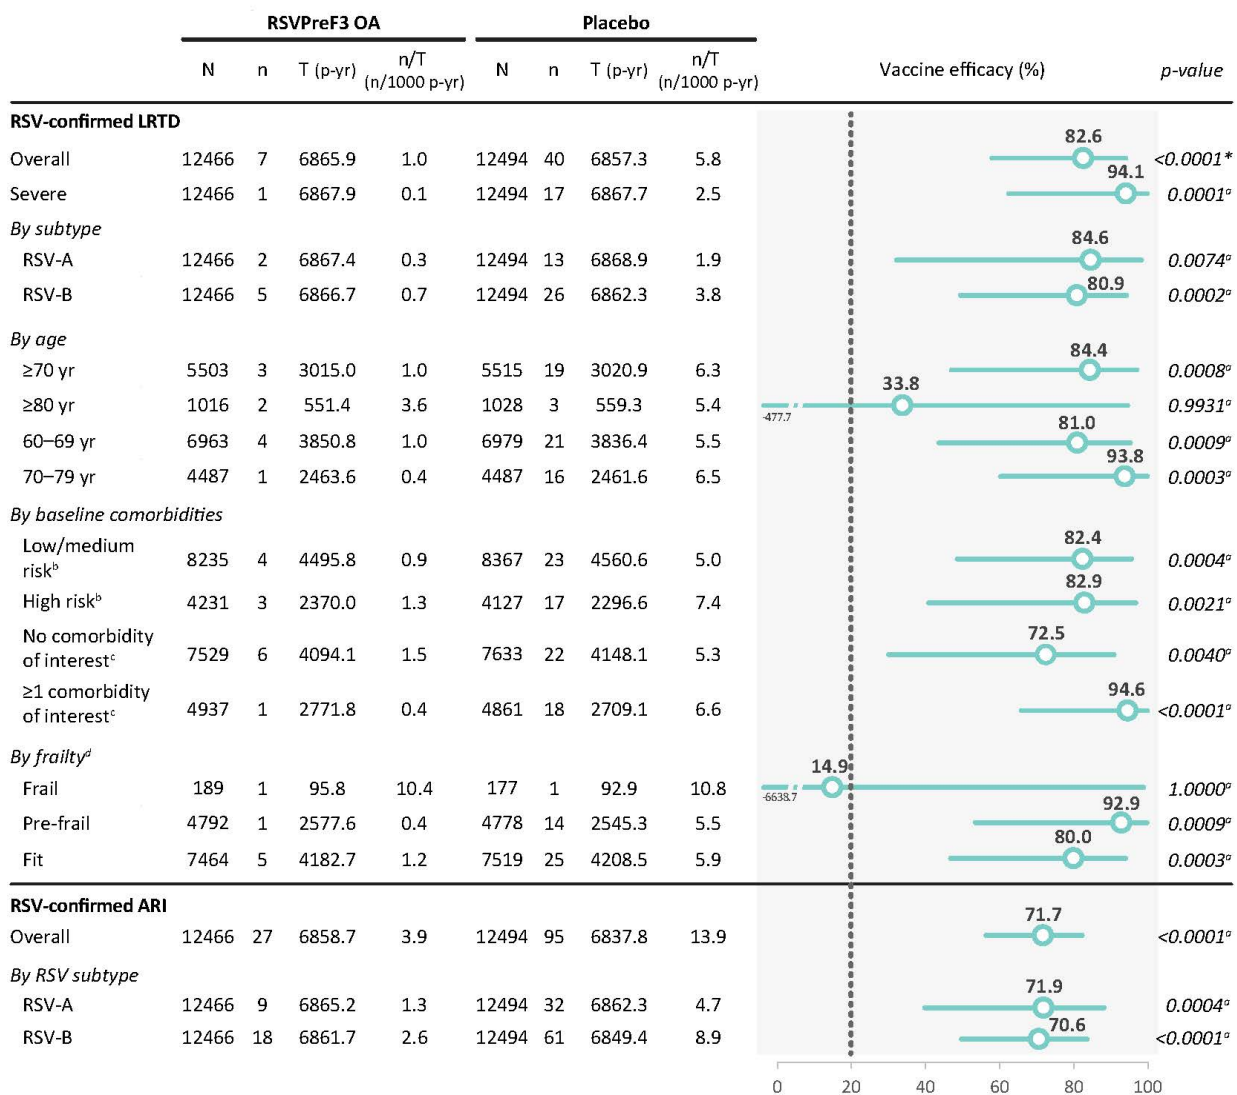 RSVPreF3 OA Placebo
N n T (p-yr) n/T (n/1000 p-yr) N n T (p-yr) n/T (n/1000 p-yr) Vaccine efficacy (%) p-value
RSV-confirmed LRTD
Overall 12466 7 6865.9 1.0 12494 40 6857.3 5.8 82.6 <0.0001*
Severe 12466 1 6867.9 0.1 12494 17 6867.7 2.5 94.1 0.0001ᵃ
By subtype
RSV-A 12466 2 6867.4 0.3 12494 13 6868.9 1.9 84.6 0.0074ᵃ
RSV-B 12466 5 6866.7 0.7 12494 26 6862.3 3.8 80.9 0.0002ᵃ
By age
≥70 yr 5503 3 3015.0 1.0 5515 19 3020.9 6.3 84.4 0.0008ᵃ
≥80 yr 1016 2 551.4 3.6 1028 3 559.3 5.4 -477.7 33.8 0.9931ᵃ
60–69 yr 6963 4 3850.8 1.0 6979 21 3836.4 5.5 81.0 0.0009ᵃ
70–79 yr 4487 1 2463.6 0.4 4487 16 2461.6 6.5 93.8 0.0003ᵃ
By baseline comorbidities
Low/medium
riskᵇ 8235 4 4495.8 0.9 8367 23 4560.6 5.0 82.4 0.0004ᵃ
High riskᵇ 4231 3 2370.0 1.3 4127 17 2296.6 7.4 82.9 0.0021ᵃ
No comorbidity
of interestᶜ 7529 6 4094.1 1.5 7633 22 4148.1 5.3 72.5 0.0040ᵃ
≥1 comorbidity
of interestᶜ 4937 1 2771.8 0.4 4861 18 2709.1 6.6 94.6 <0.0001ᵃ
By frailtyᵈ
Frail 189 1 95.8 10.4 177 1 92.9 10.8 -6638.7 14.9 1.0000ᵃ
Pre-frail 4792 1 2577.6 0.4 4778 14 2545.3 5.5 92.9 0.0009ᵃ
Fit 7464 5 4182.7 1.2 7519 25 4208.5 5.9 80.0 0.0003ᵃ
RSV-confirmed ARI
Overall 12466 27 6858.7 3.9 12494 95 6837.8 13.9 71.7 <0.0001ᵃ
By RSV subtype
RSV-A 12466 9 6865.2 1.3 12494 32 6862.3 4.7 71.9 0.0004ᵃ
RSV-B 12466 18 6861.7 2.6 12494 61 6849.4 8.9 70.6 <0.0001ᵃ
0 20 40 60 80 100